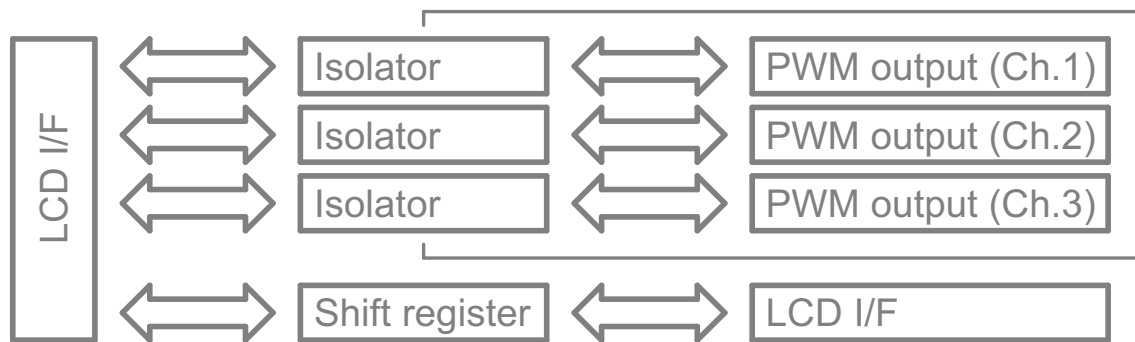 LCD I/F
Isolator
PWM output (Ch.1)
Isolator
PWM output (Ch.2)
Isolator
PWM output (Ch.3)
Shift register
LCD I/F